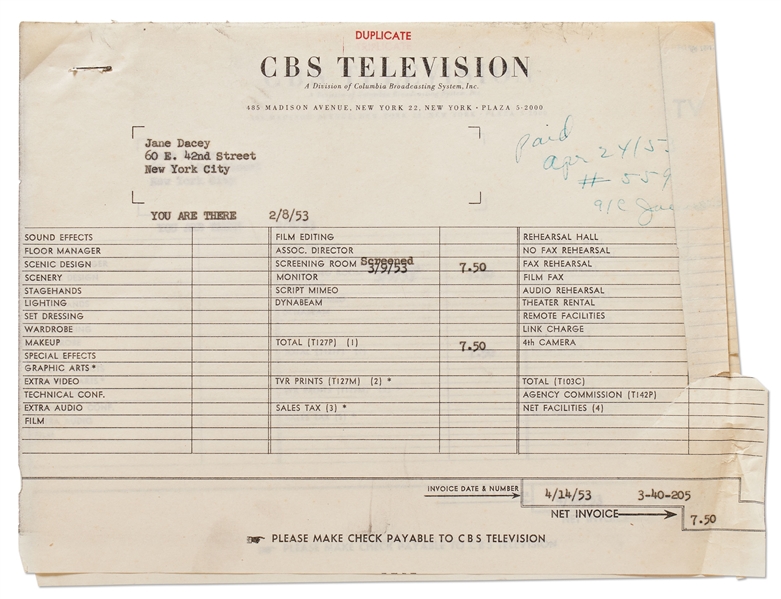 DUPLICATE
CBS TELEVISION
A Division of Columbia Broadcasting System, Inc.
485 MADISON AVENUE, NEW YORK 22, NEW YORK • PLAZA 5-2000
Jane Dacey
60 E. 42nd Street
New York City
Paid
Apr 24/53
# 559
a/c
YOU ARE THERE 2/8/53
SOUND EFFECTS FILM EDITING REHEARSAL HALL
FLOOR MANAGER ASSOC. DIRECTOR NO FAX REHEARSAL
SCENIC DESIGN SCREENING ROOM Screened 3/9/53 7.50 FAX REHEARSAL
SCENERY MONITOR FILM FAX
STAGEHANDS SCRIPT MIMEO AUDIO REHEARSAL
LIGHTING DYNABEAM THEATER RENTAL
SET DRESSING REMOTE FACILITIES
WARDROBE LINK CHARGE
MAKEUP TOTAL (T127P) (1) 7.50 4th CAMERA
SPECIAL EFFECTS
GRAPHIC ARTS *
EXTRA VIDEO TVR PRINTS (T127M) (2) * TOTAL (T103C)
TECHNICAL CONF. AGENCY COMMISSION (T142P)
EXTRA AUDIO SALES TAX (3) * NET FACILITIES (4)
FILM
INVOICE DATE & NUMBER 4/14/53 3-40-205
NET INVOICE 7.50
PLEASE MAKE CHECK PAYABLE TO CBS TELEVISION
TV